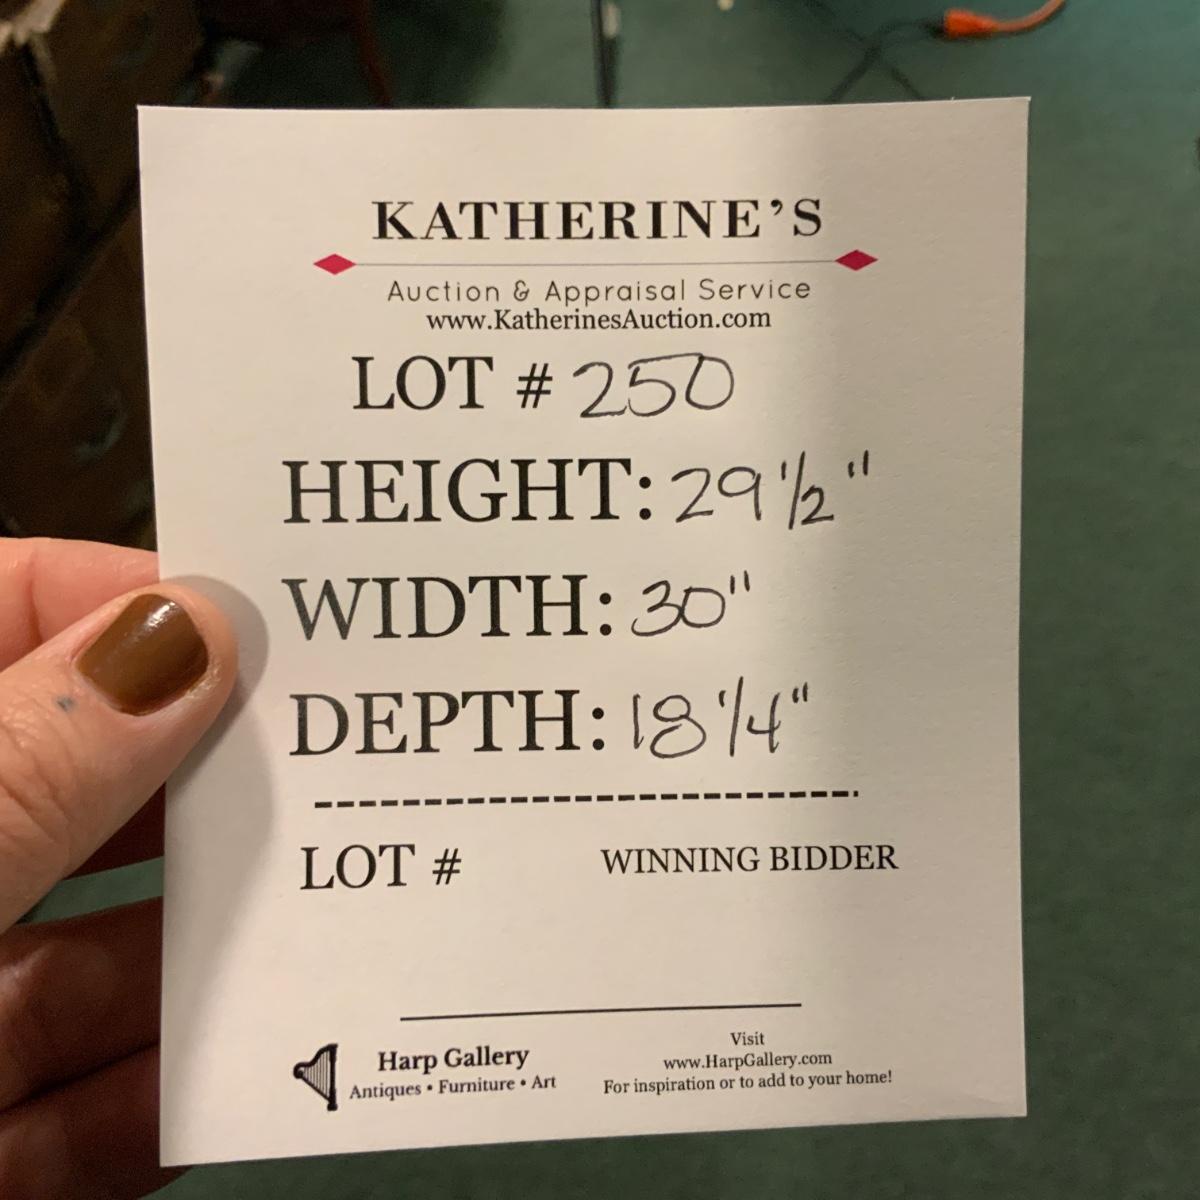 KATHERINE'S
Auction & Appraisal Service
www.KatherinesAuction.com
LOT # 250
HEIGHT: 29 1/2"
WIDTH: 30"
DEPTH: 18 1/4"
LOT # WINNING BIDDER
Harp Gallery
Antiques • Furniture • Art
Visit
www.HarpGallery.com
For inspiration or to add to your home!